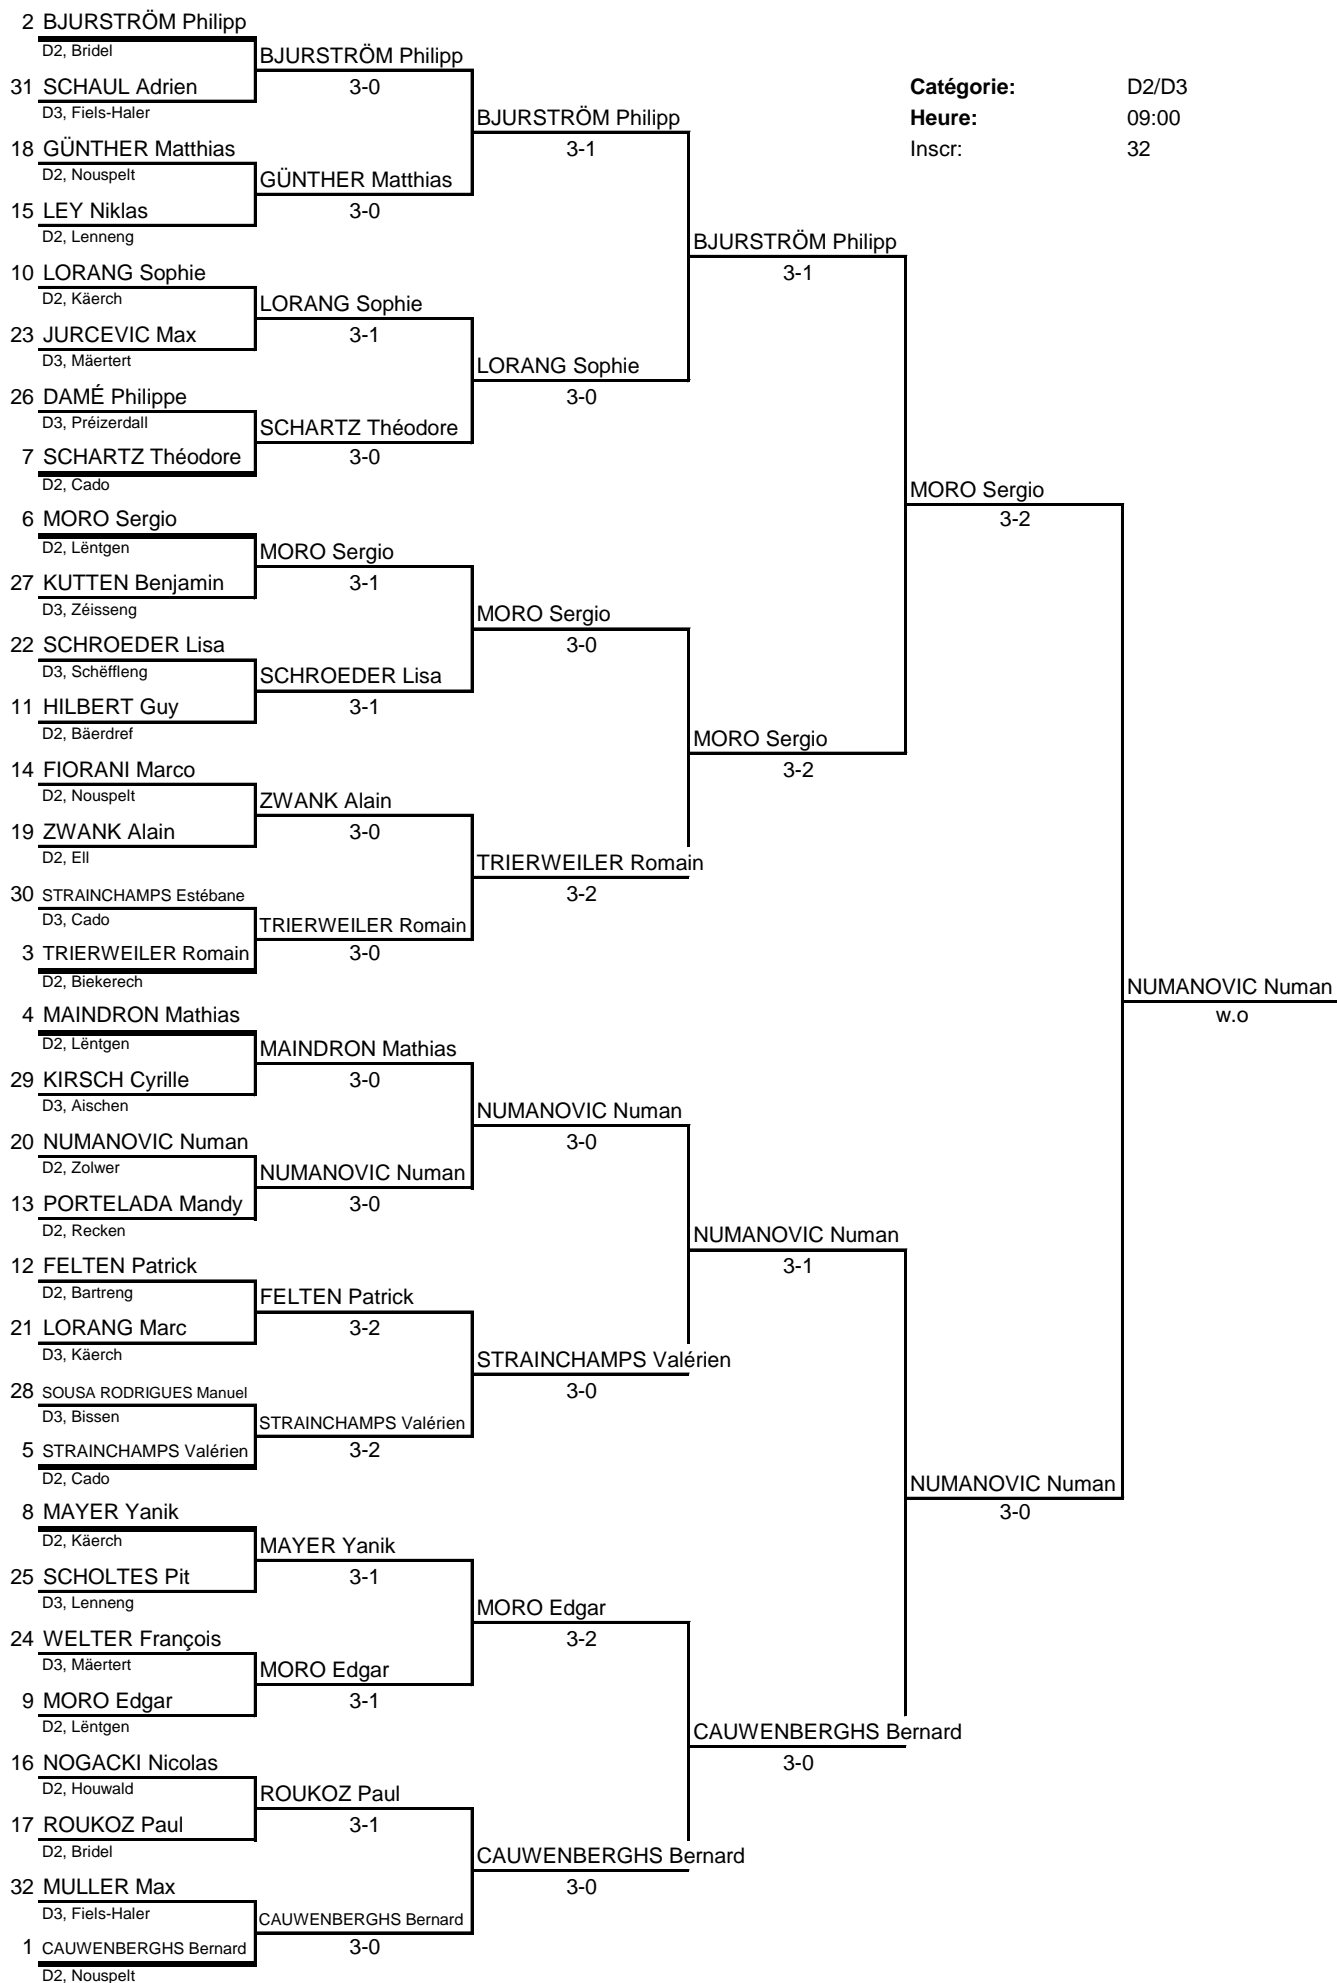 2 BJURSTRÖM Philipp
D2, Bridel
BJURSTRÖM Philipp
31 SCHAUL Adrien
3-0
Catégorie: D2/D3
D3, Fiels-Haler
BJURSTRÖM Philipp
Heure: 09:00
18 GÜNTHER Matthias
3-1
Inscr: 32
D2, Nouspelt
GÜNTHER Matthias
15 LEY Niklas
3-0
D2, Lenneng
BJURSTRÖM Philipp
10 LORANG Sophie
3-1
D2, Käerch
LORANG Sophie
23 JURCEVIC Max
3-1
D3, Mäertert
LORANG Sophie
26 DAMÉ Philippe
3-0
D3, Préizerdall
SCHARTZ Théodore
7 SCHARTZ Théodore
3-0
D2, Cado
MORO Sergio
6 MORO Sergio
3-2
D2, Lëntgen
MORO Sergio
27 KUTTEN Benjamin
3-1
D3, Zéisseng
MORO Sergio
22 SCHROEDER Lisa
3-0
D3, Schëffleng
SCHROEDER Lisa
11 HILBERT Guy
3-1
D2, Bäerdref
MORO Sergio
14 FIORANI Marco
3-2
D2, Nouspelt
ZWANK Alain
19 ZWANK Alain
3-0
D2, Ell
TRIERWEILER Romain
30 STRAINCHAMPS Estébane
3-2
D3, Cado
TRIERWEILER Romain
3 TRIERWEILER Romain
3-0
D2, Biekerech
NUMANOVIC Numan
4 MAINDRON Mathias
w.o
D2, Lëntgen
MAINDRON Mathias
29 KIRSCH Cyrille
3-0
D3, Aischen
NUMANOVIC Numan
20 NUMANOVIC Numan
3-0
D2, Zolwer
NUMANOVIC Numan
13 PORTELADA Mandy
3-0
D2, Recken
NUMANOVIC Numan
12 FELTEN Patrick
3-1
D2, Bartreng
FELTEN Patrick
21 LORANG Marc
3-2
D3, Käerch
STRAINCHAMPS Valérien
28 SOUSA RODRIGUES Manuel
3-0
D3, Bissen
STRAINCHAMPS Valérien
5 STRAINCHAMPS Valérien
3-2
D2, Cado
NUMANOVIC Numan
8 MAYER Yanik
3-0
D2, Käerch
MAYER Yanik
25 SCHOLTES Pit
3-1
D3, Lenneng
MORO Edgar
24 WELTER François
3-2
D3, Mäertert
MORO Edgar
9 MORO Edgar
3-1
D2, Lëntgen
CAUWENBERGHS Bernard
16 NOGACKI Nicolas
3-0
D2, Houwald
ROUKOZ Paul
17 ROUKOZ Paul
3-1
D2, Bridel
CAUWENBERGHS Bernard
32 MULLER Max
3-0
D3, Fiels-Haler
CAUWENBERGHS Bernard
1 CAUWENBERGHS Bernard
3-0
D2, Nouspelt